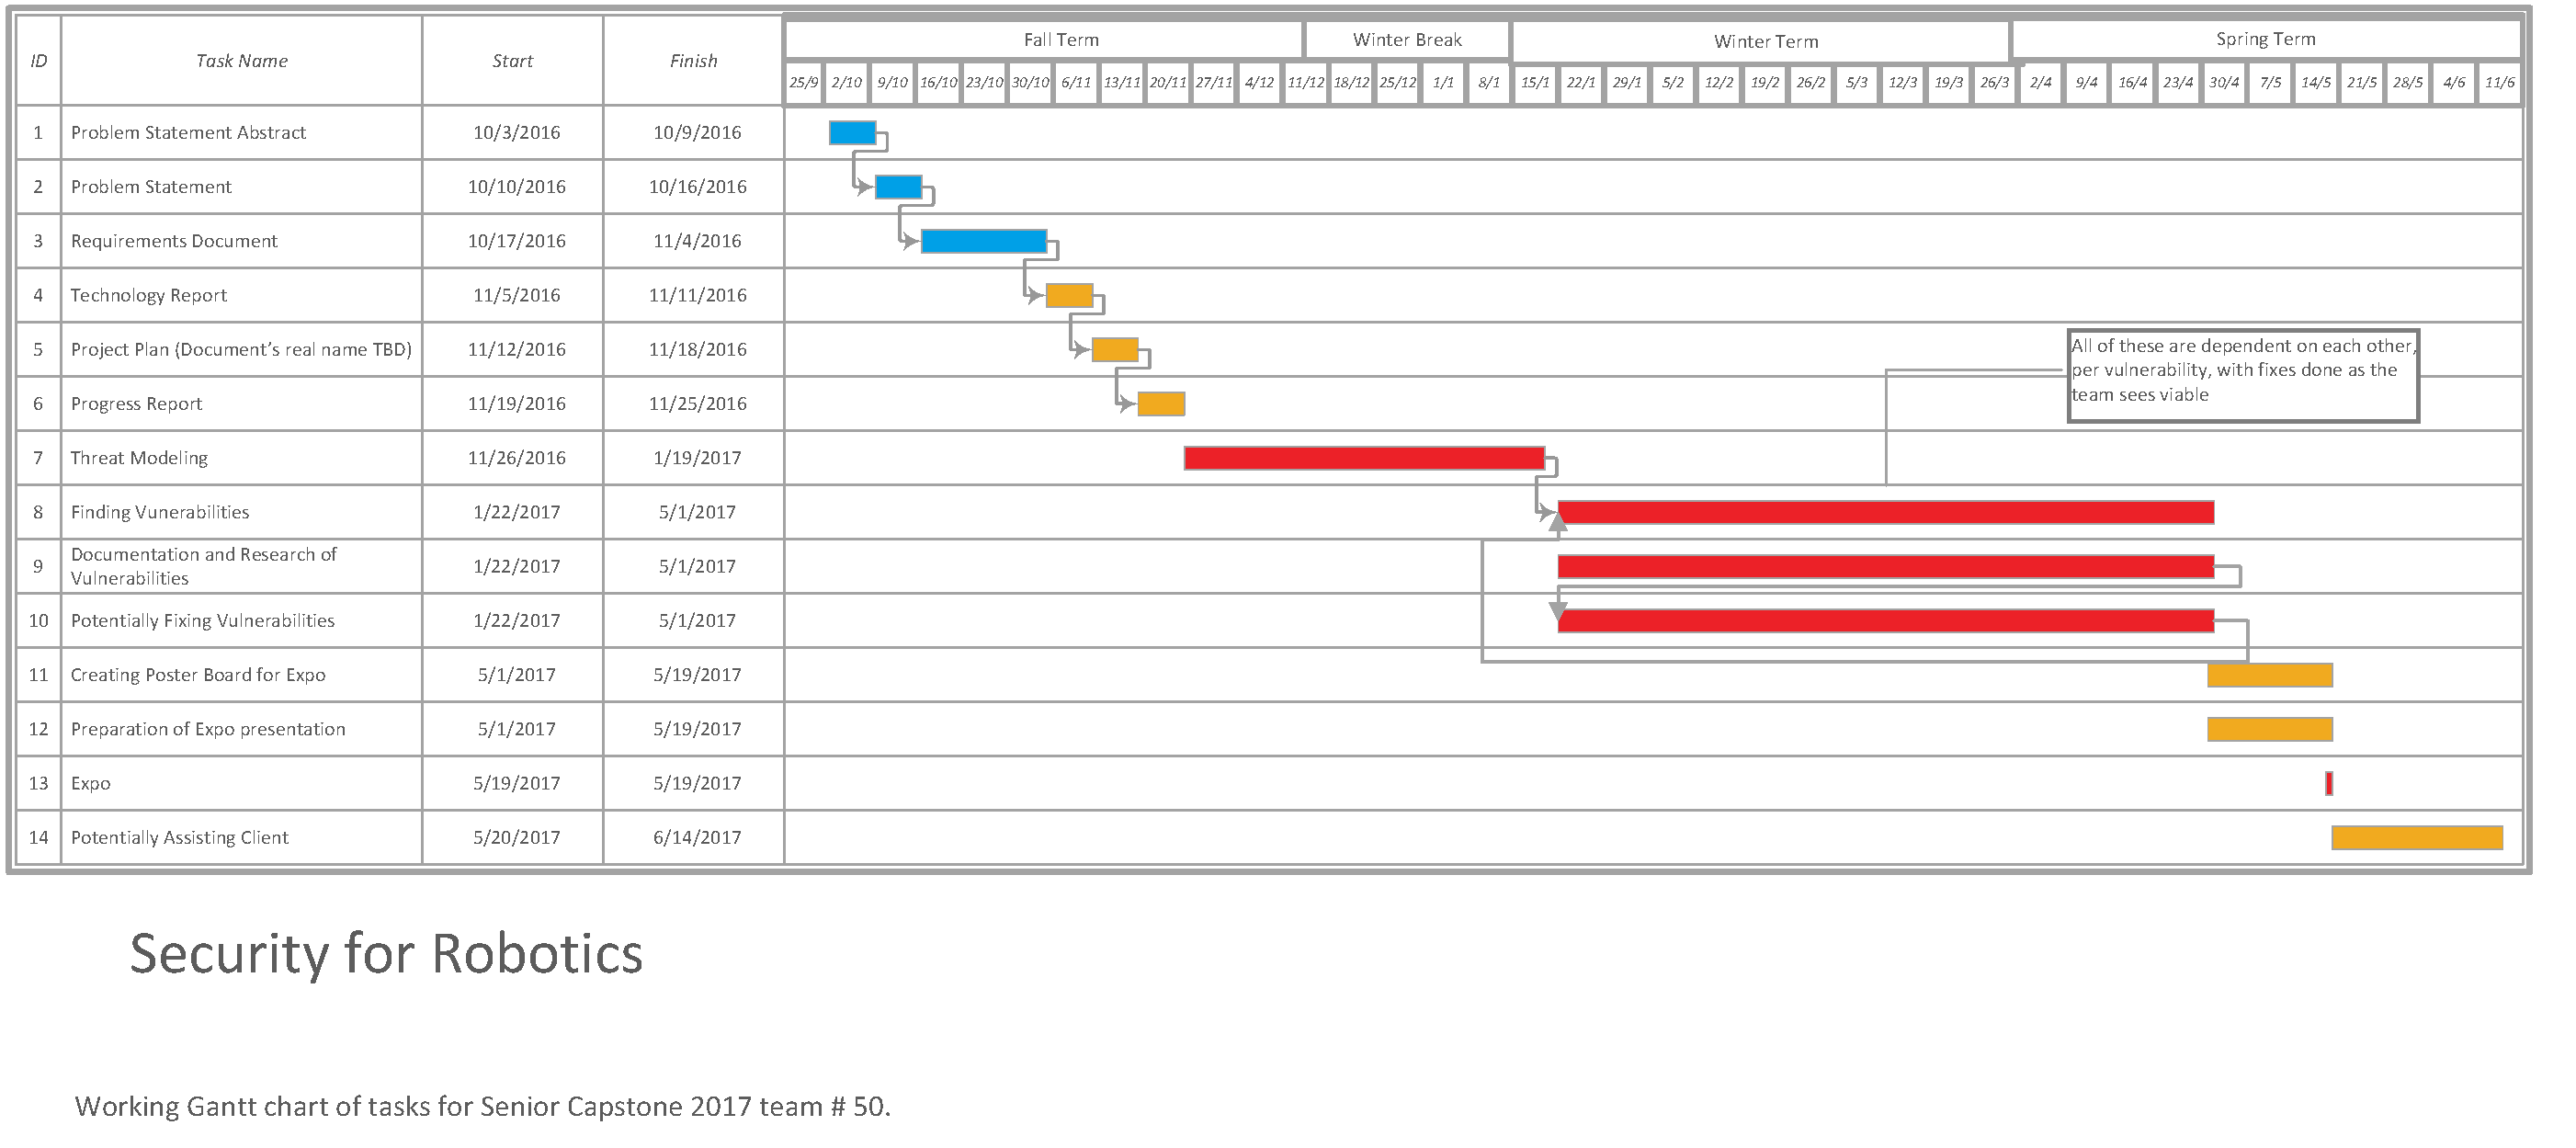 ID Task Name Start Finish Fall Term Winter Break Winter Term Spring Term
25/9 2/10 9/10 16/10 23/10 30/10 6/11 13/11 20/11 27/11 4/12 11/12 18/12 25/12 1/1 8/1 15/1 22/1 29/1 5/2 12/2 19/2 26/2 5/3 12/3 19/3 26/3 2/4 9/4 16/4 23/4 30/4 7/5 14/5 21/5 28/5 4/6 11/6
1 Problem Statement Abstract 10/3/2016 10/9/2016
2 Problem Statement 10/10/2016 10/16/2016
3 Requirements Document 10/17/2016 11/4/2016
4 Technology Report 11/5/2016 11/11/2016
5 Project Plan (Document’s real name TBD) 11/12/2016 11/18/2016
All of these are dependent on each other,
per vulnerability, with fixes done as the
team sees viable
6 Progress Report 11/19/2016 11/25/2016
7 Threat Modeling 11/26/2016 1/19/2017
8 Finding Vunerabilities 1/22/2017 5/1/2017
9 Documentation and Research of
Vulnerabilities 1/22/2017 5/1/2017
10 Potentially Fixing Vulnerabilities 1/22/2017 5/1/2017
11 Creating Poster Board for Expo 5/1/2017 5/19/2017
12 Preparation of Expo presentation 5/1/2017 5/19/2017
13 Expo 5/19/2017 5/19/2017
14 Potentially Assisting Client 5/20/2017 6/14/2017
Security for Robotics
Working Gantt chart of tasks for Senior Capstone 2017 team # 50.